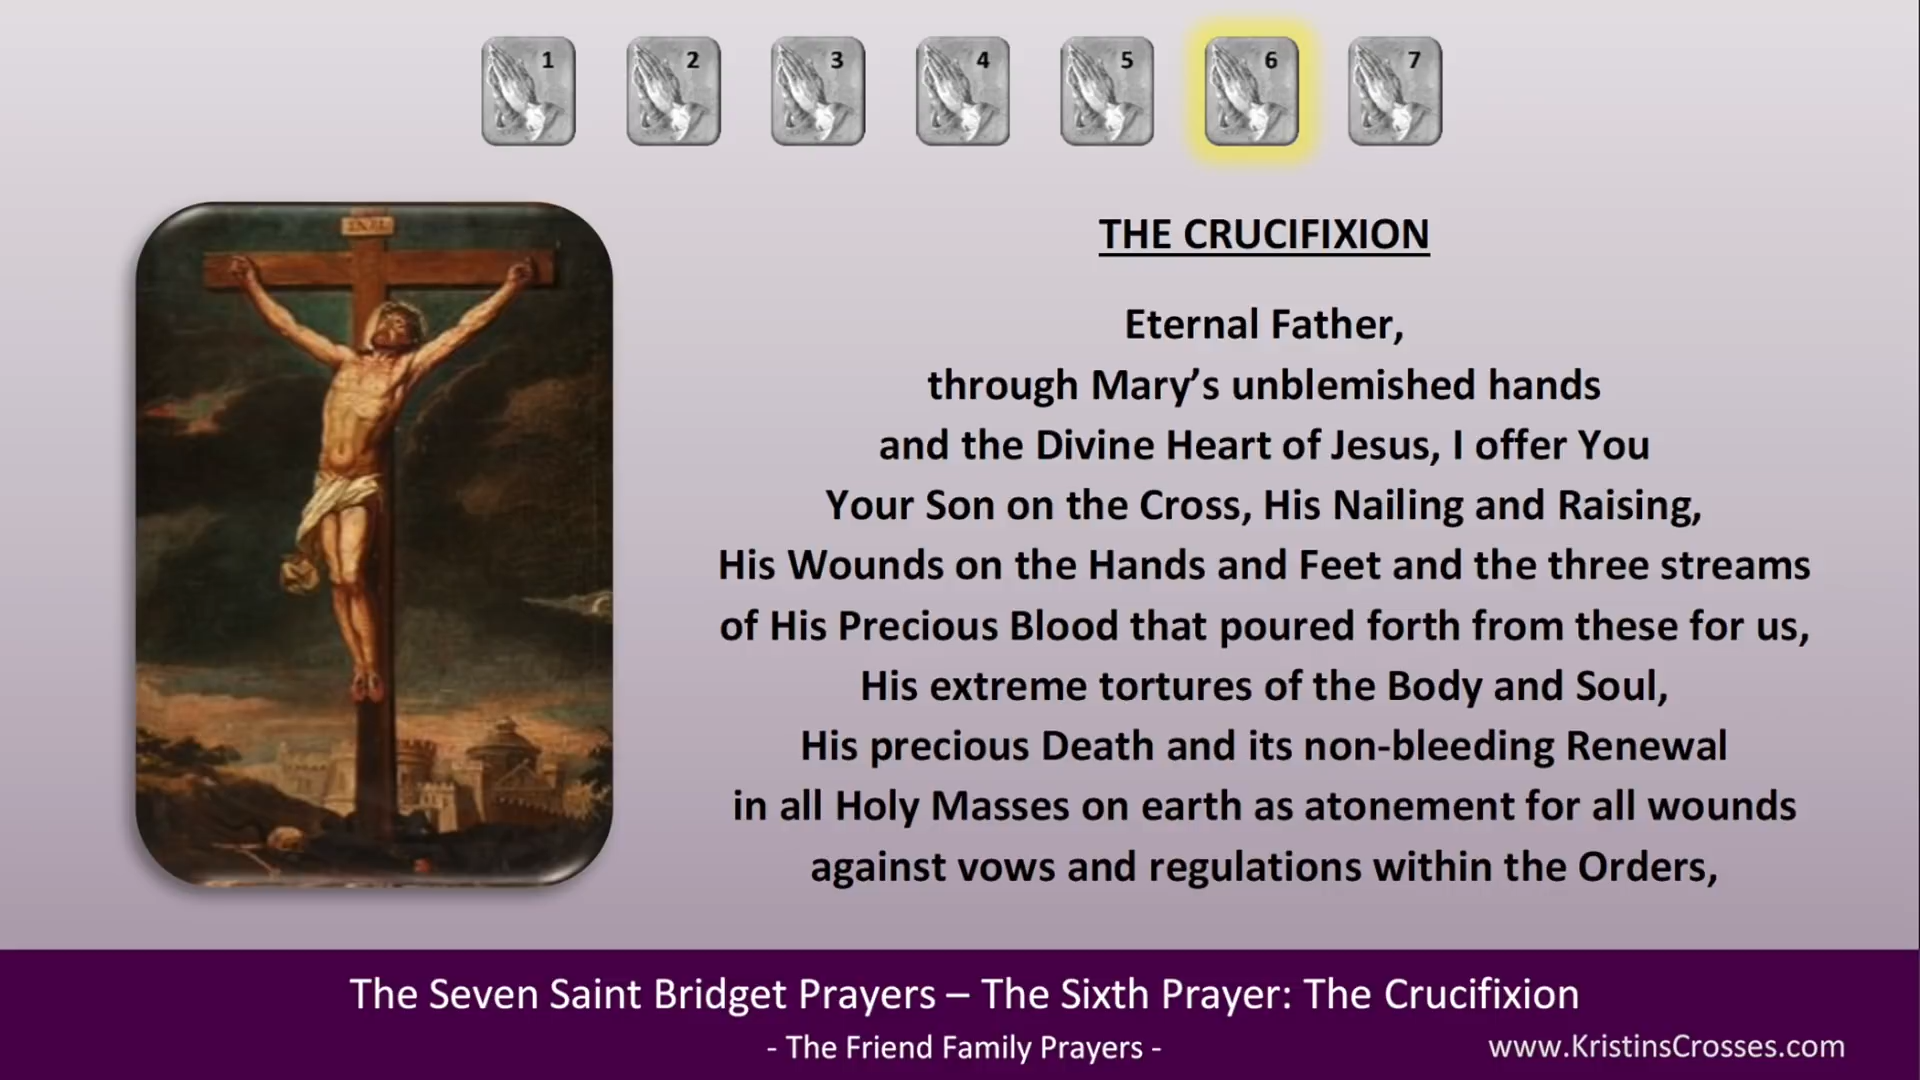 1 2 3 4 5 6 7
THE CRUCIFIXION
Eternal Father,
through Mary’s unblemished hands
and the Divine Heart of Jesus, I offer You
Your Son on the Cross, His Nailing and Raising,
His Wounds on the Hands and Feet and the three streams
of His Precious Blood that poured forth from these for us,
His extreme tortures of the Body and Soul,
His precious Death and its non-bleeding Renewal
in all Holy Masses on earth as atonement for all wounds
against vows and regulations within the Orders,
The Seven Saint Bridget Prayers – The Sixth Prayer: The Crucifixion
- The Friend Family Prayers -
www.KristinsCrosses.com